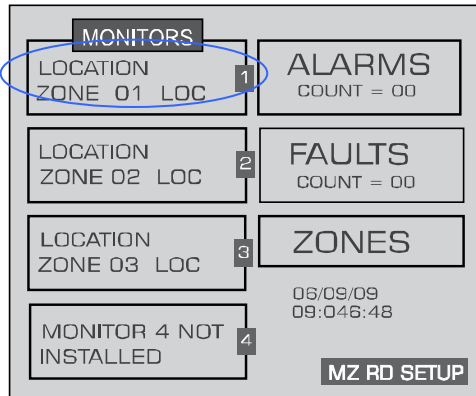 MONITORS
LOCATION
ZONE 01 LOC
1
LOCATION
ZONE 02 LOC
2
LOCATION
ZONE 03 LOC
3
MONITOR 4 NOT
INSTALLED
4
ALARMS
COUNT = 00
FAULTS
COUNT = 00
ZONES
06/09/09
09:046:48
MZ RD SETUP